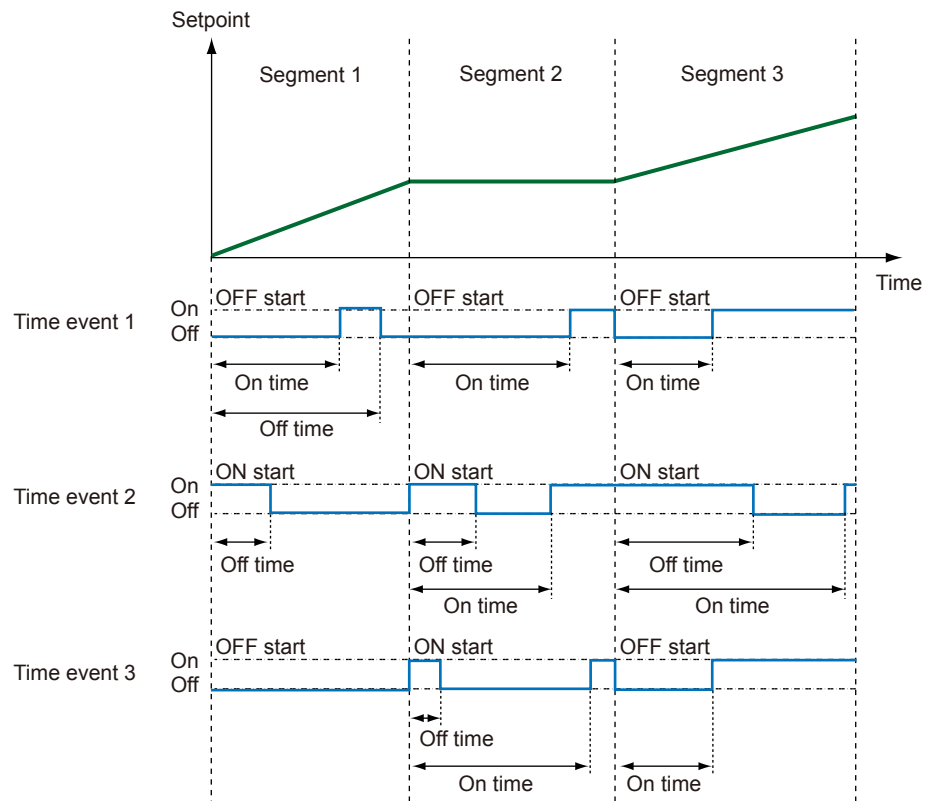 Setpoint
Segment 1 Segment 2 Segment 3
Time
Time event 1
On
Off
OFF start OFF start OFF start
On time On time On time
Off time
Time event 2
On
Off
ON start ON start ON start
Off time Off time Off time
On time On time
Time event 3
On
Off
OFF start ON start OFF start
Off time
On time On time